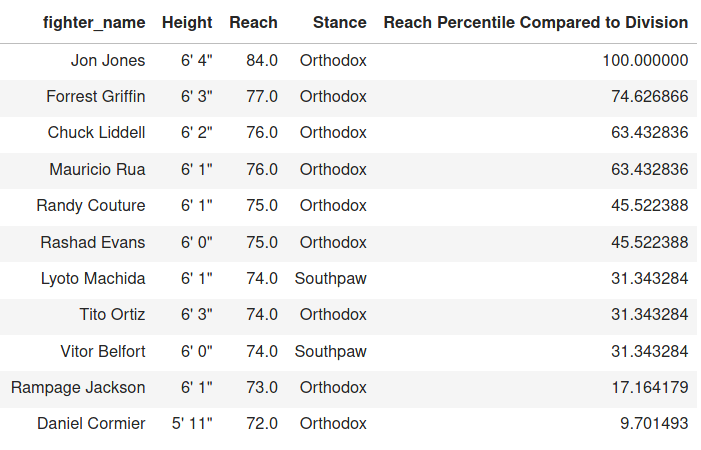 fighter_name Height Reach Stance Reach Percentile Compared to Division
Jon Jones 6' 4" 84.0 Orthodox 100.000000
Forrest Griffin 6' 3" 77.0 Orthodox 74.626866
Chuck Liddell 6' 2" 76.0 Orthodox 63.432836
Mauricio Rua 6' 1" 76.0 Orthodox 63.432836
Randy Couture 6' 1" 75.0 Orthodox 45.522388
Rashad Evans 6' 0" 75.0 Orthodox 45.522388
Lyoto Machida 6' 1" 74.0 Southpaw 31.343284
Tito Ortiz 6' 3" 74.0 Orthodox 31.343284
Vitor Belfort 6' 0" 74.0 Southpaw 31.343284
Rampage Jackson 6' 1" 73.0 Orthodox 17.164179
Daniel Cormier 5' 11" 72.0 Orthodox 9.701493